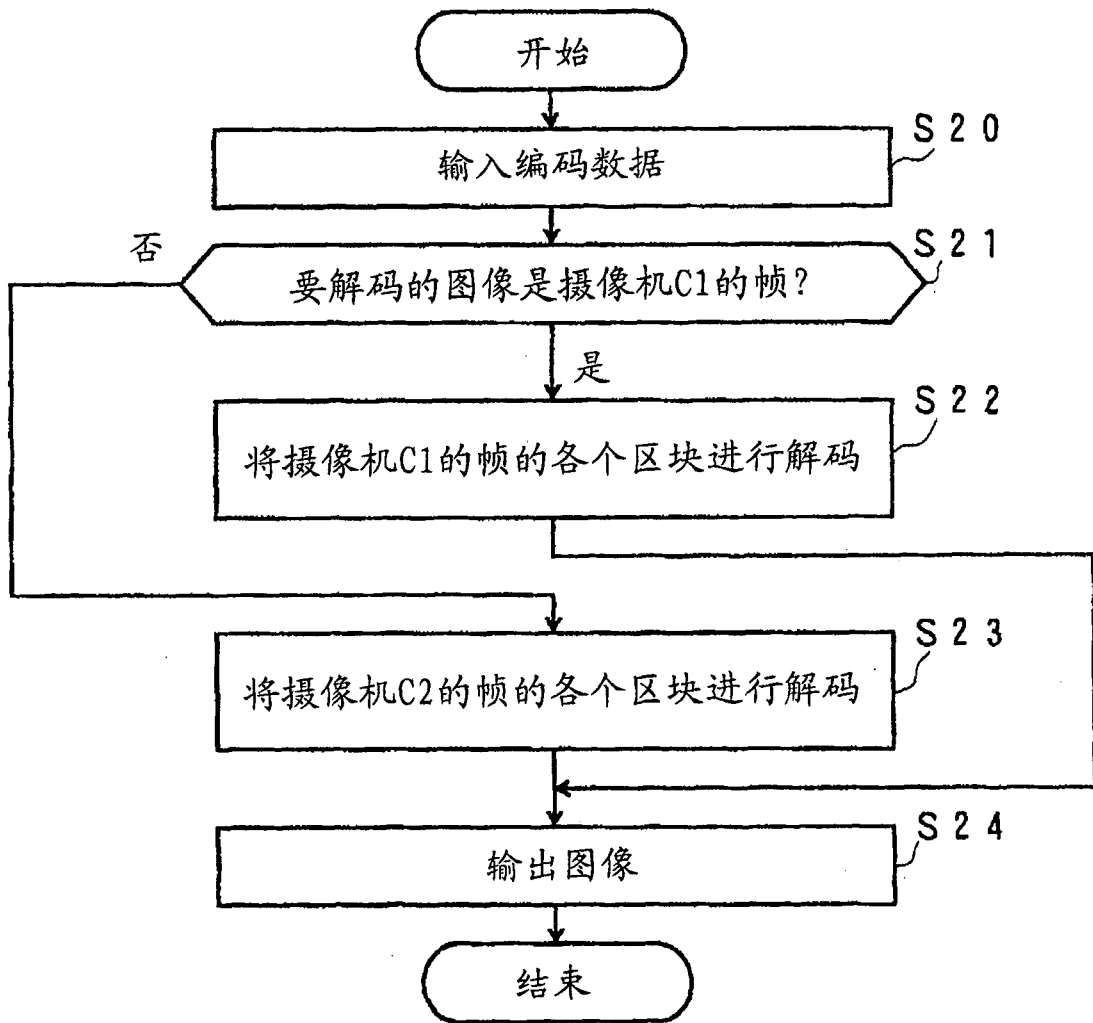 开始
S20
输入编码数据
S21
否
要解码的图像是摄像机C1的帧?
是
S22
将摄像机C1的帧的各个区块进行解码
S23
将摄像机C2的帧的各个区块进行解码
S24
输出图像
结束